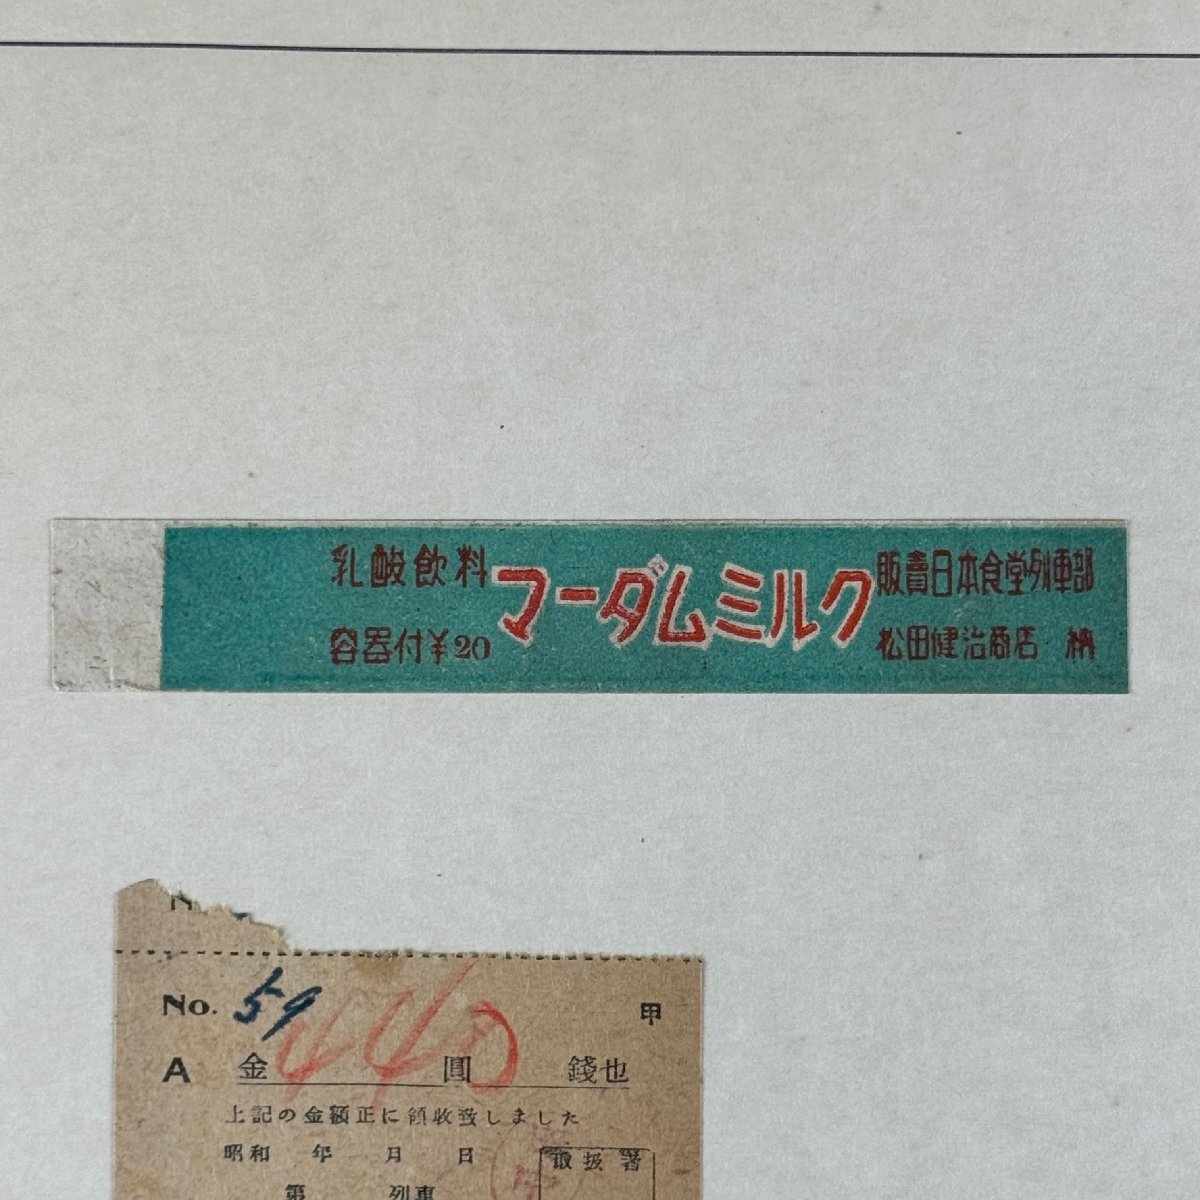 乳酸飲料
容器付¥20
マーダムミルク
販賣日本食堂列車部
松田健治商店 納
No. 59
甲
A 金 440 圓 錢也
上記の金額正に領收致しました
昭和 年 月 日
取扱者
第 列車